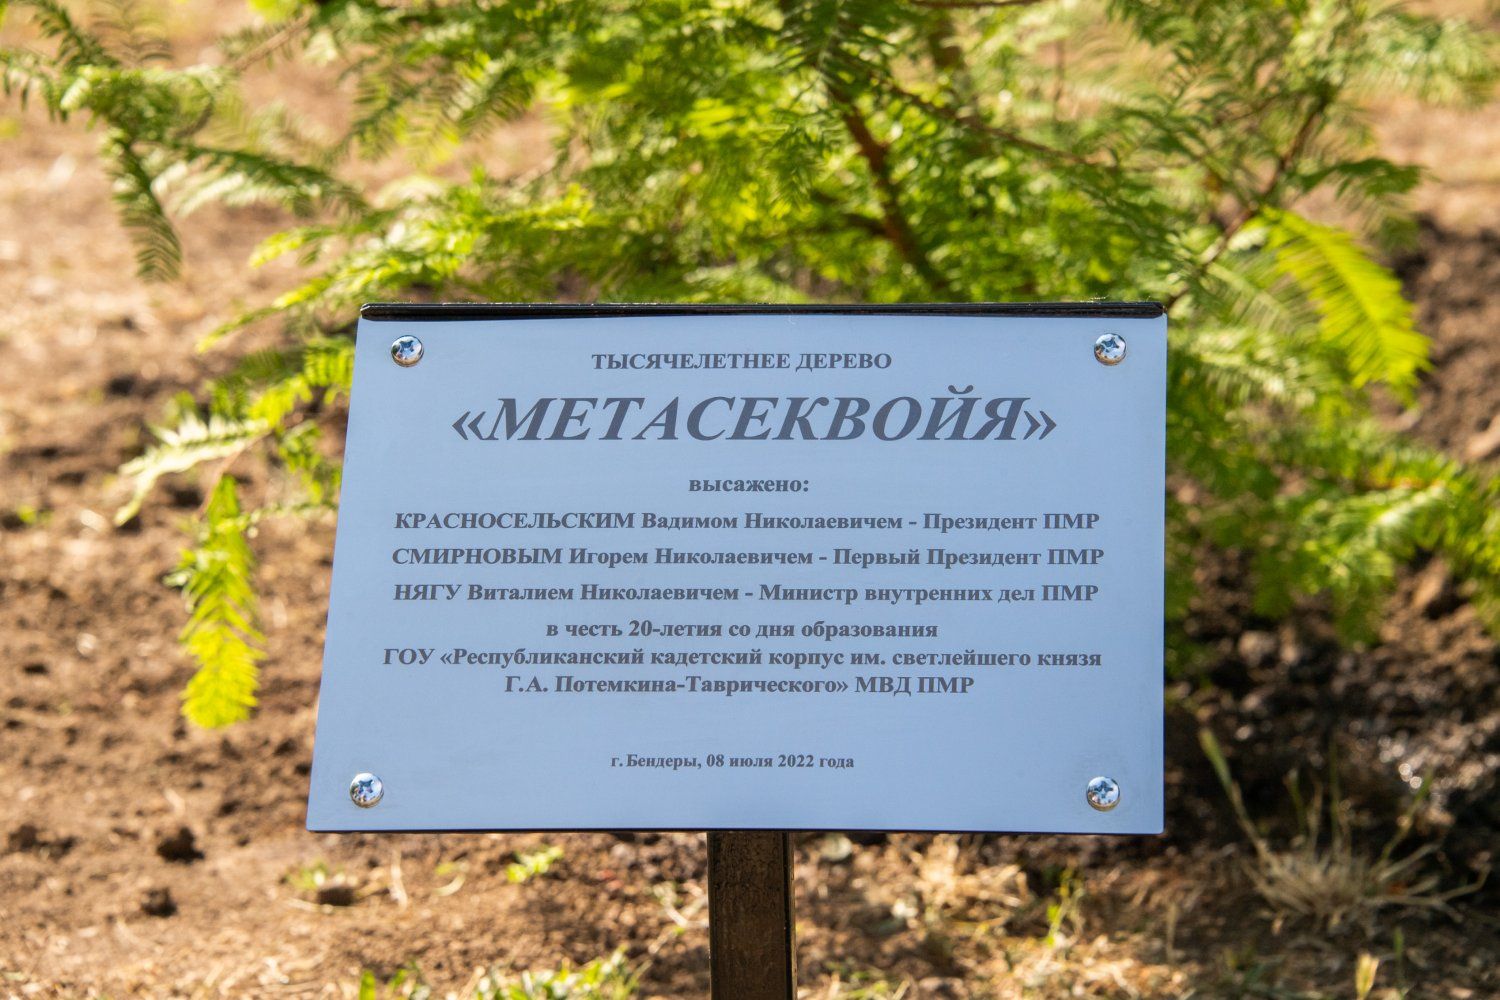 ТЫСЯЧЕЛЕТНЕЕ ДЕРЕВО
«МЕТАСЕКВОЙЯ»
высажено:
КРАСНОСЕЛЬСКИМ Вадимом Николаевичем - Президент ПМР
СМИРНОВЫМ Игорем Николаевичем - Первый Президент ПМР
НЯГУ Виталием Николаевичем - Министр внутренних дел ПМР
в честь 20-летия со дня образования
ГОУ «Республиканский кадетский корпус им. светлейшего князя
Г.А. Потемкина-Таврического» МВД ПМР
г. Бендеры, 08 июля 2022 года